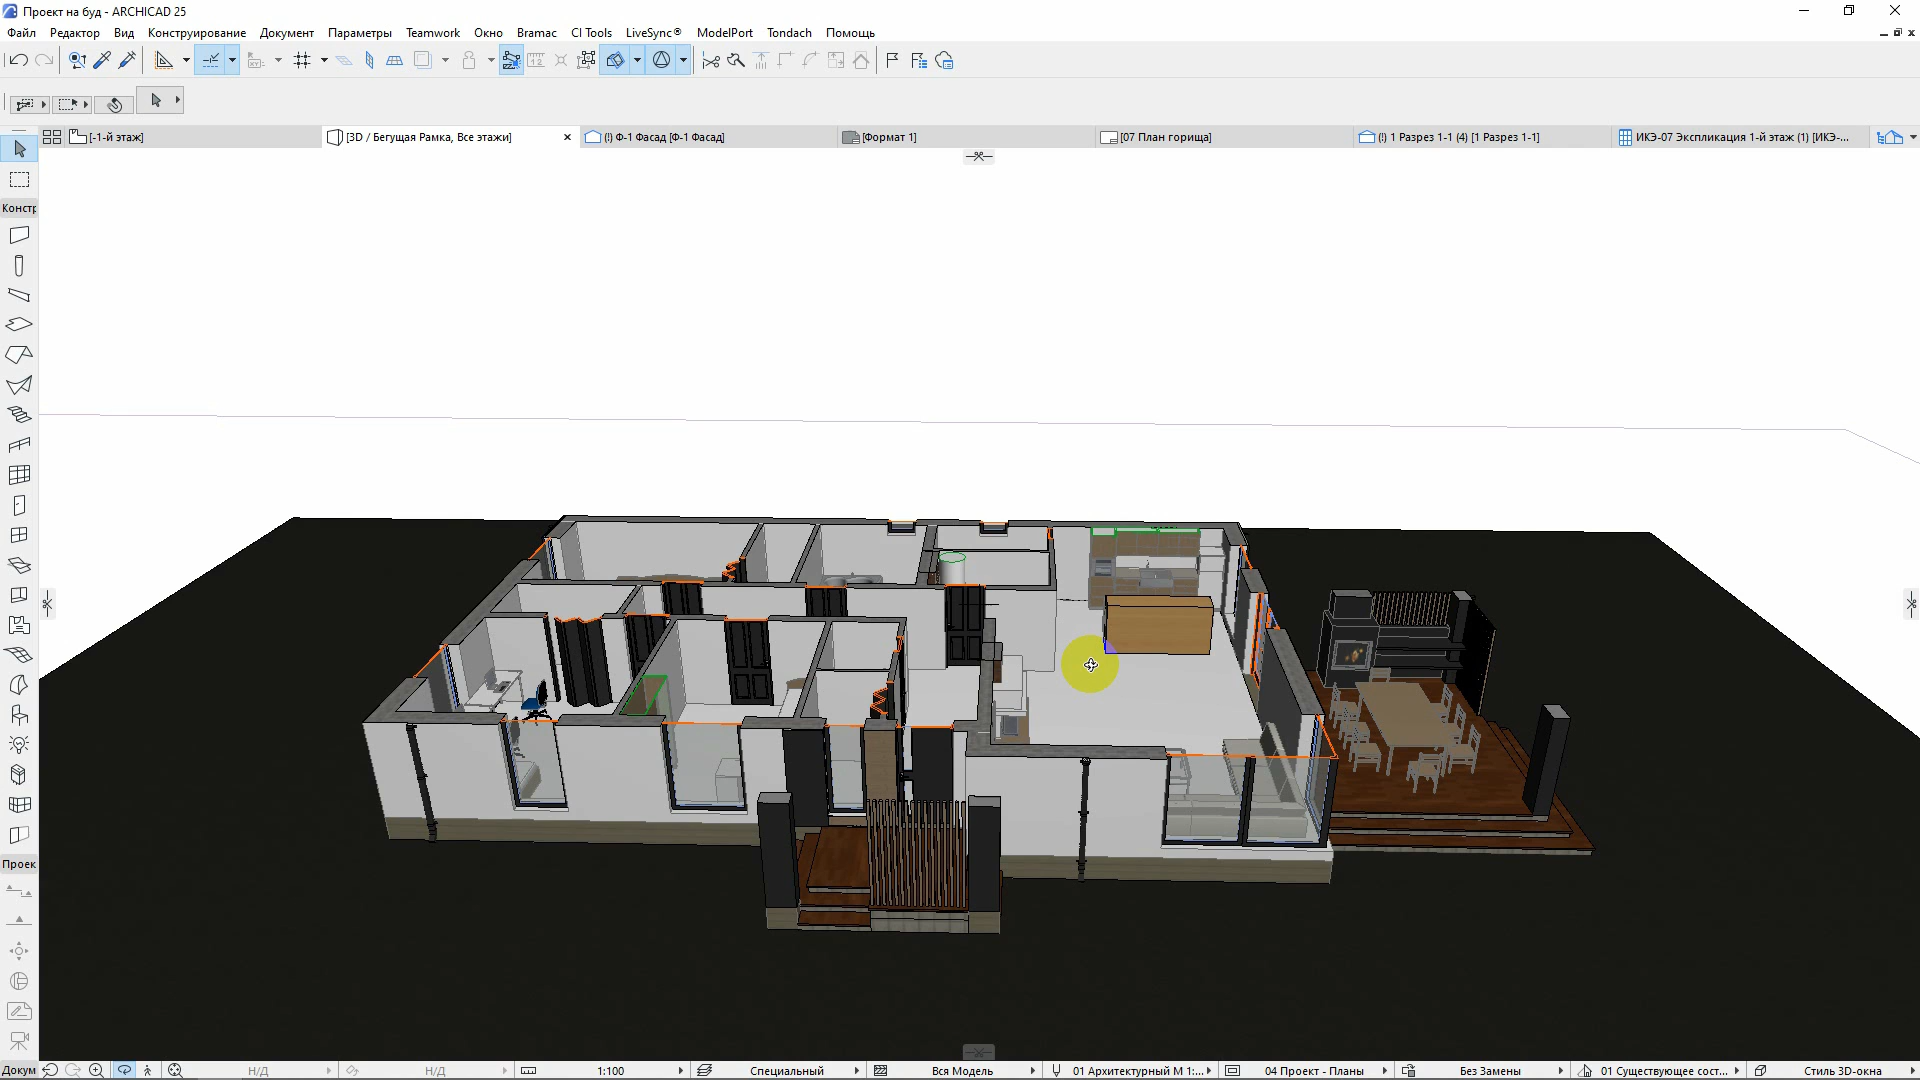 Проект на буд - ARCHICAD 25
Файл Редактор Вид Конструирование Документ Параметры Teamwork Окно Bramac CI Tools LiveSync® ModelPort Tondach Помощь
[-1-й этаж] [3D / Бегущая Рамка, Все этажи] (!) Ф-1 Фасад [Ф-1 Фасад] [Формат 1] [07 План горища] (!) 1 Разрез 1-1 (4) [1 Разрез 1-1] ИКЭ-07 Экспликация 1-й этаж (1) [ИКЭ-...
Констр
Проек
Докум Н/Д Н/Д 1:100 Специальный Вся Модель 01 Архитектурный М 1:... 04 Проект - Планы Без Замены 01 Существующее сост... Стиль 3D-окна